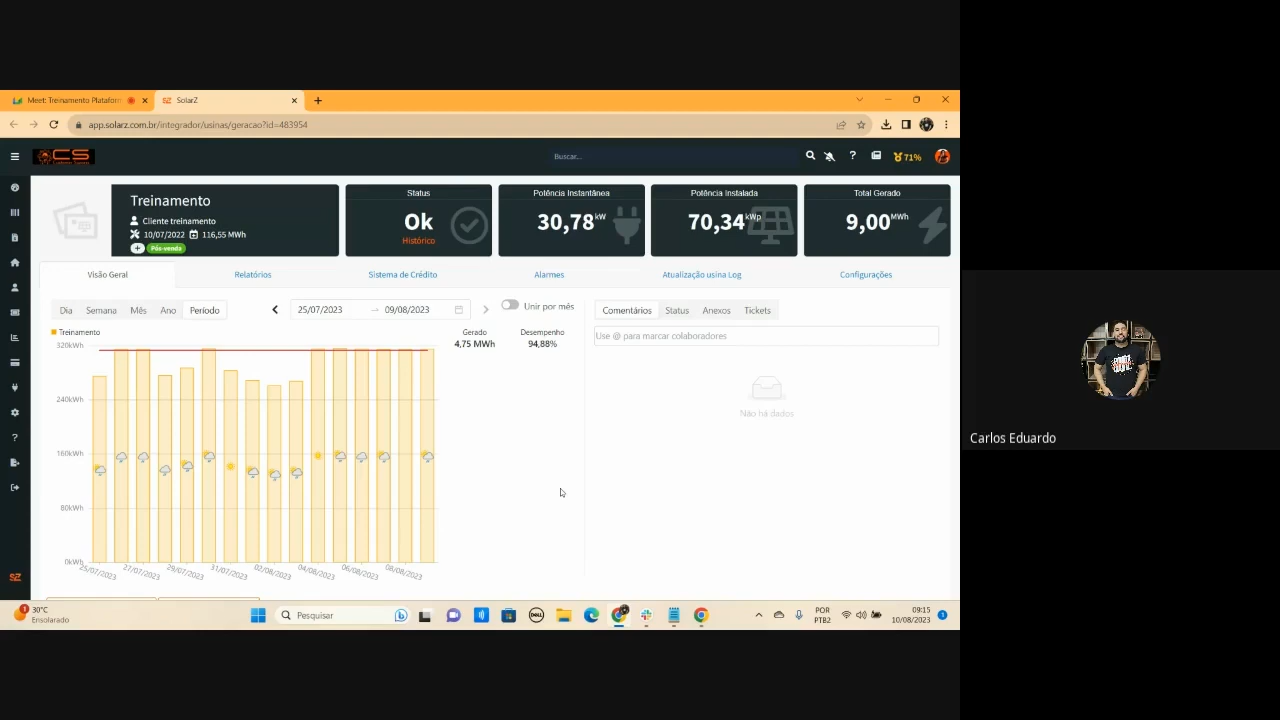 Meet: Treinamento Plataform
SolarZ
app.solarz.com.br/integrador/usinas/geracao?id=483954
CS
Buscar...
71%
Treinamento
Cliente treinamento
10/07/2022 116,55 MWh
Pós-venda
Status
Ok
Histórico
Potência Instantânea
30,78 kW
Potência Instalada
70,34 kWp
Total Gerado
9,00 MWh
Visão Geral
Relatórios
Sistema de Crédito
Alarmes
Atualização usina Log
Configurações
Dia Semana Mês Ano Período
25/07/2023 → 09/08/2023
Unir por mês
Comentários Status Anexos Tickets
Use @ para marcar colaboradores
Não há dados
Treinamento
Gerado
4,75 MWh
Desempenho
94,88%
320kWh
240kWh
160kWh
80kWh
0kWh
25/07/2023 27/07/2023 29/07/2023 31/07/2023 02/08/2023 04/08/2023 06/08/2023 08/08/2023
Carlos Eduardo
SZ
1
30°C
Ensolarado
Pesquisar
DELL
POR
PTB2
09:15
10/08/2023